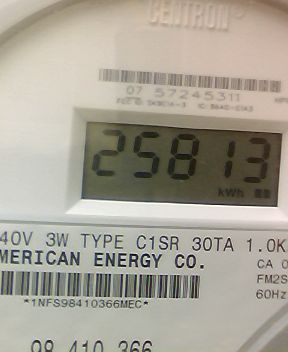 CENTRON®
07 57245311
25813
kWh
40V 3W TYPE C1SR 30TA 1.0K
MERICAN ENERGY CO.
CA 0
FM2S
*1NFS98410366MEC*
60Hz
98 410 366